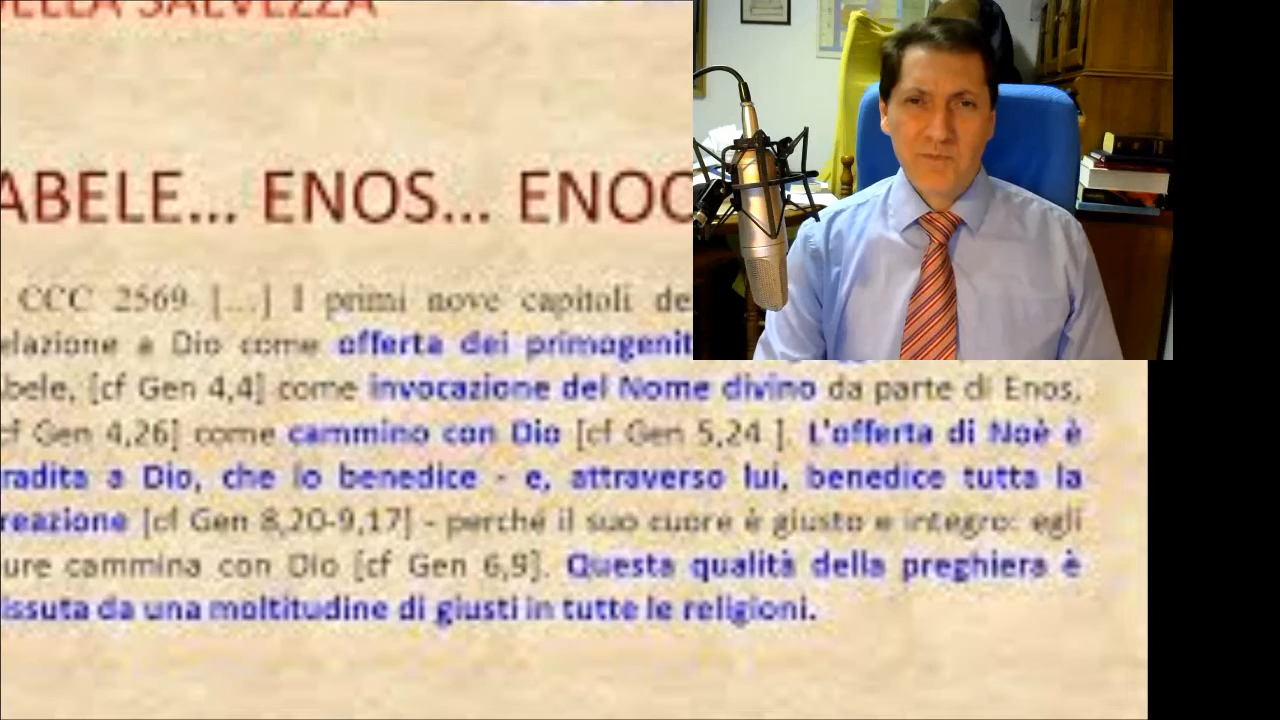 DELLA SALVEZZA
ABELE... ENOS... ENOC
CCC 2569 [...] I primi nove capitoli de
elazione a Dio come offerta dei primogenit
bele, [cf Gen 4,4] come invocazione del Nome divino da parte di Enos,
cf Gen 4,26] come cammino con Dio [cf Gen 5,24 ]. L'offerta di Noè è
radita a Dio, che lo benedice - e, attraverso lui, benedice tutta la
reazione [cf Gen 8,20-9,17] - perché il suo cuore è giusto e integro: egli
ure cammina con Dio [cf Gen 6,9]. Questa qualità della preghiera è
issuta da una moltitudine di giusti in tutte le religioni.